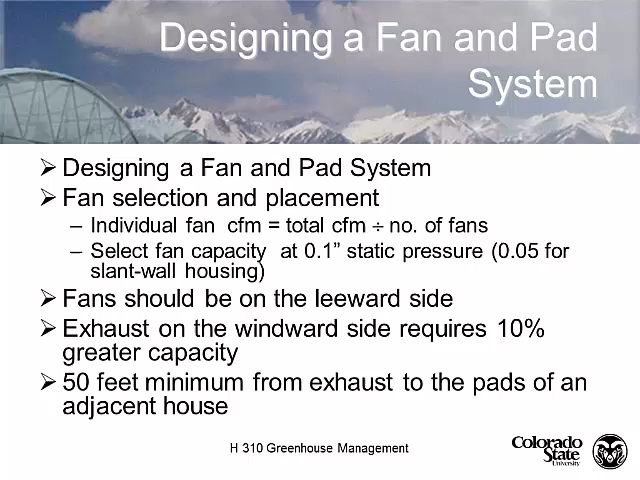 Designing a Fan and Pad
System
➢ Designing a Fan and Pad System
➢ Fan selection and placement
– Individual fan cfm = total cfm ÷ no. of fans
– Select fan capacity at 0.1” static pressure (0.05 for
slant-wall housing)
➢ Fans should be on the leeward side
➢ Exhaust on the windward side requires 10%
greater capacity
➢ 50 feet minimum from exhaust to the pads of an
adjacent house
H 310 Greenhouse Management
Colorado
State
University